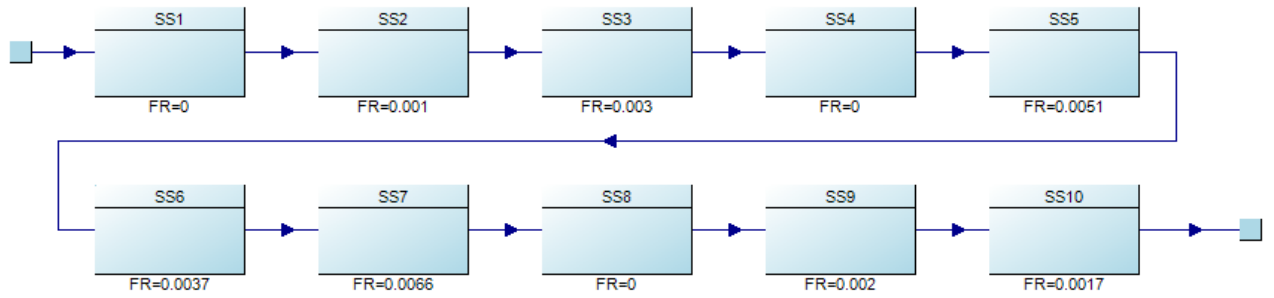 SS1 SS2 SS3 SS4 SS5
FR=0 FR=0.001 FR=0.003 FR=0 FR=0.0051
SS6 SS7 SS8 SS9 SS10
FR=0.0037 FR=0.0066 FR=0 FR=0.002 FR=0.0017